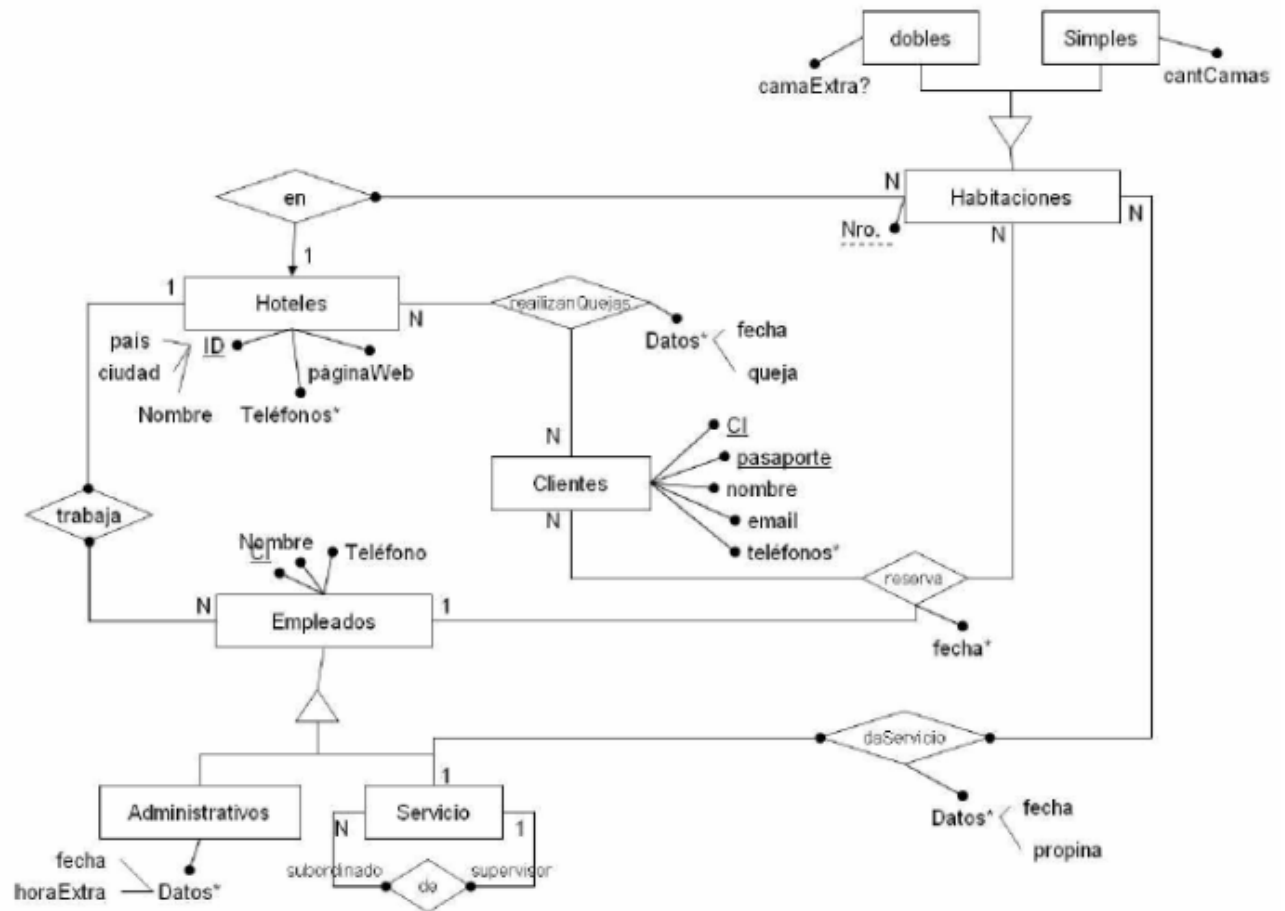 dobles
Simples
camaExtra?
cantCamas
en
N
Habitaciones
N
Nro.
N
1
1
Hoteles
N
realizanQuejas
Datos*
fecha
queja
país
ciudad
Nombre
ID
páginaWeb
Teléfonos*
N
CI
pasaporte
Clientes
nombre
N
email
teléfonos*
trabaja
Nombre
CI
Teléfono
reserva
N
Empleados
1
fecha*
daServicio
1
Administrativos
N
Servicio
1
Datos*
fecha
propina
fecha
horaExtra
Datos*
subordinado
de
supervisor